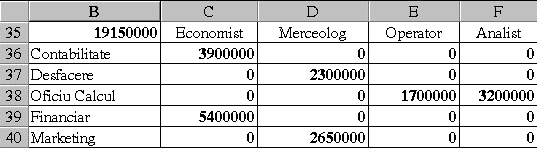 B C D E F
35 19150000 Economist Merceolog Operator Analist
36 Contabilitate 3900000 0 0 0
37 Desfacere 0 2300000 0 0
38 Oficiu Calcul 0 0 1700000 3200000
39 Financiar 5400000 0 0 0
40 Marketing 0 2650000 0 0